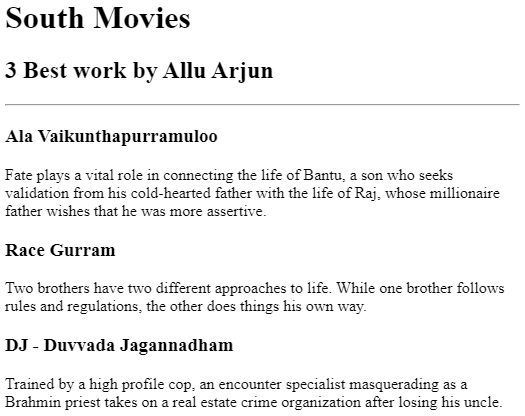 South Movies
3 Best work by Allu Arjun
Ala Vaikunthapurramuloo
Fate plays a vital role in connecting the life of Bantu, a son who seeks
validation from his cold-hearted father with the life of Raj, whose millionaire
father wishes that he was more assertive.
Race Gurram
Two brothers have two different approaches to life. While one brother follows
rules and regulations, the other does things his own way.
DJ - Duvvada Jagannadham
Trained by a high profile cop, an encounter specialist masquerading as a
Brahmin priest takes on a real estate crime organization after losing his uncle.